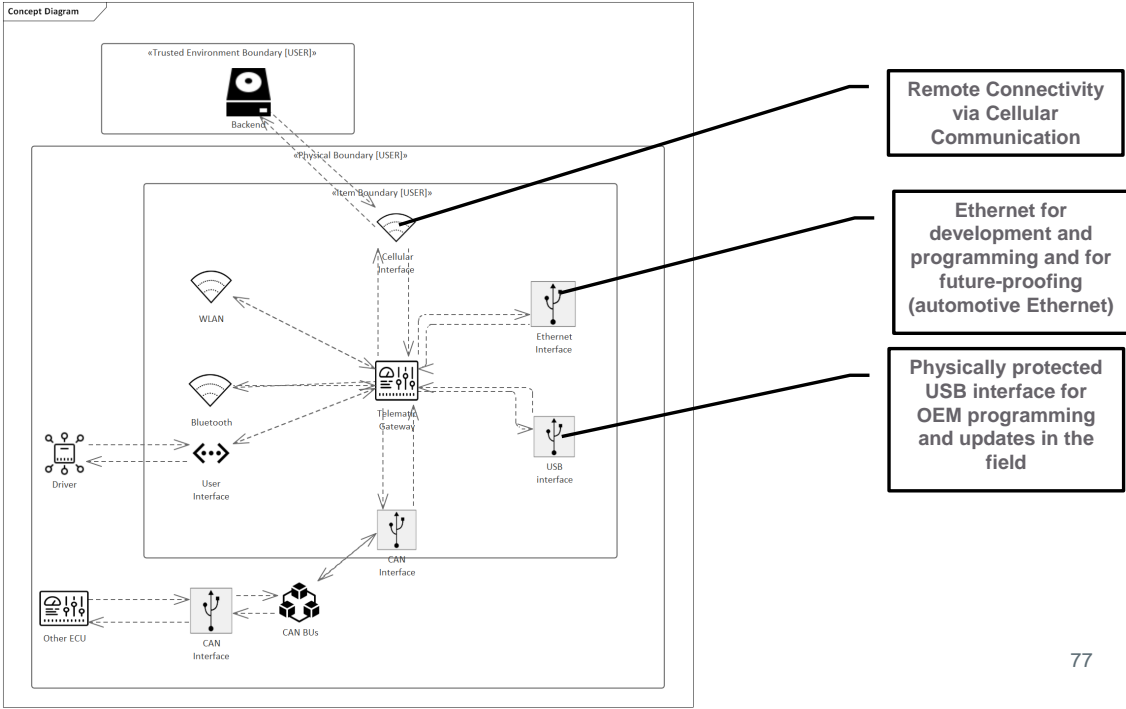 Concept Diagram
«Trusted Environment Boundary [USER]»
Backend
«Physical Boundary [USER]»
«Item Boundary [USER]»
Cellular
Interface
WLAN
Ethernet
Interface
Bluetooth
Telematic
Gateway
Driver
User
Interface
USB
interface
CAN
Interface
Other ECU
CAN
Interface
CAN BUs
Remote Connectivity
via Cellular
Communication
Ethernet for
development and
programming and for
future-proofing
(automotive Ethernet)
Physically protected
USB interface for
OEM programming
and updates in the
field
77